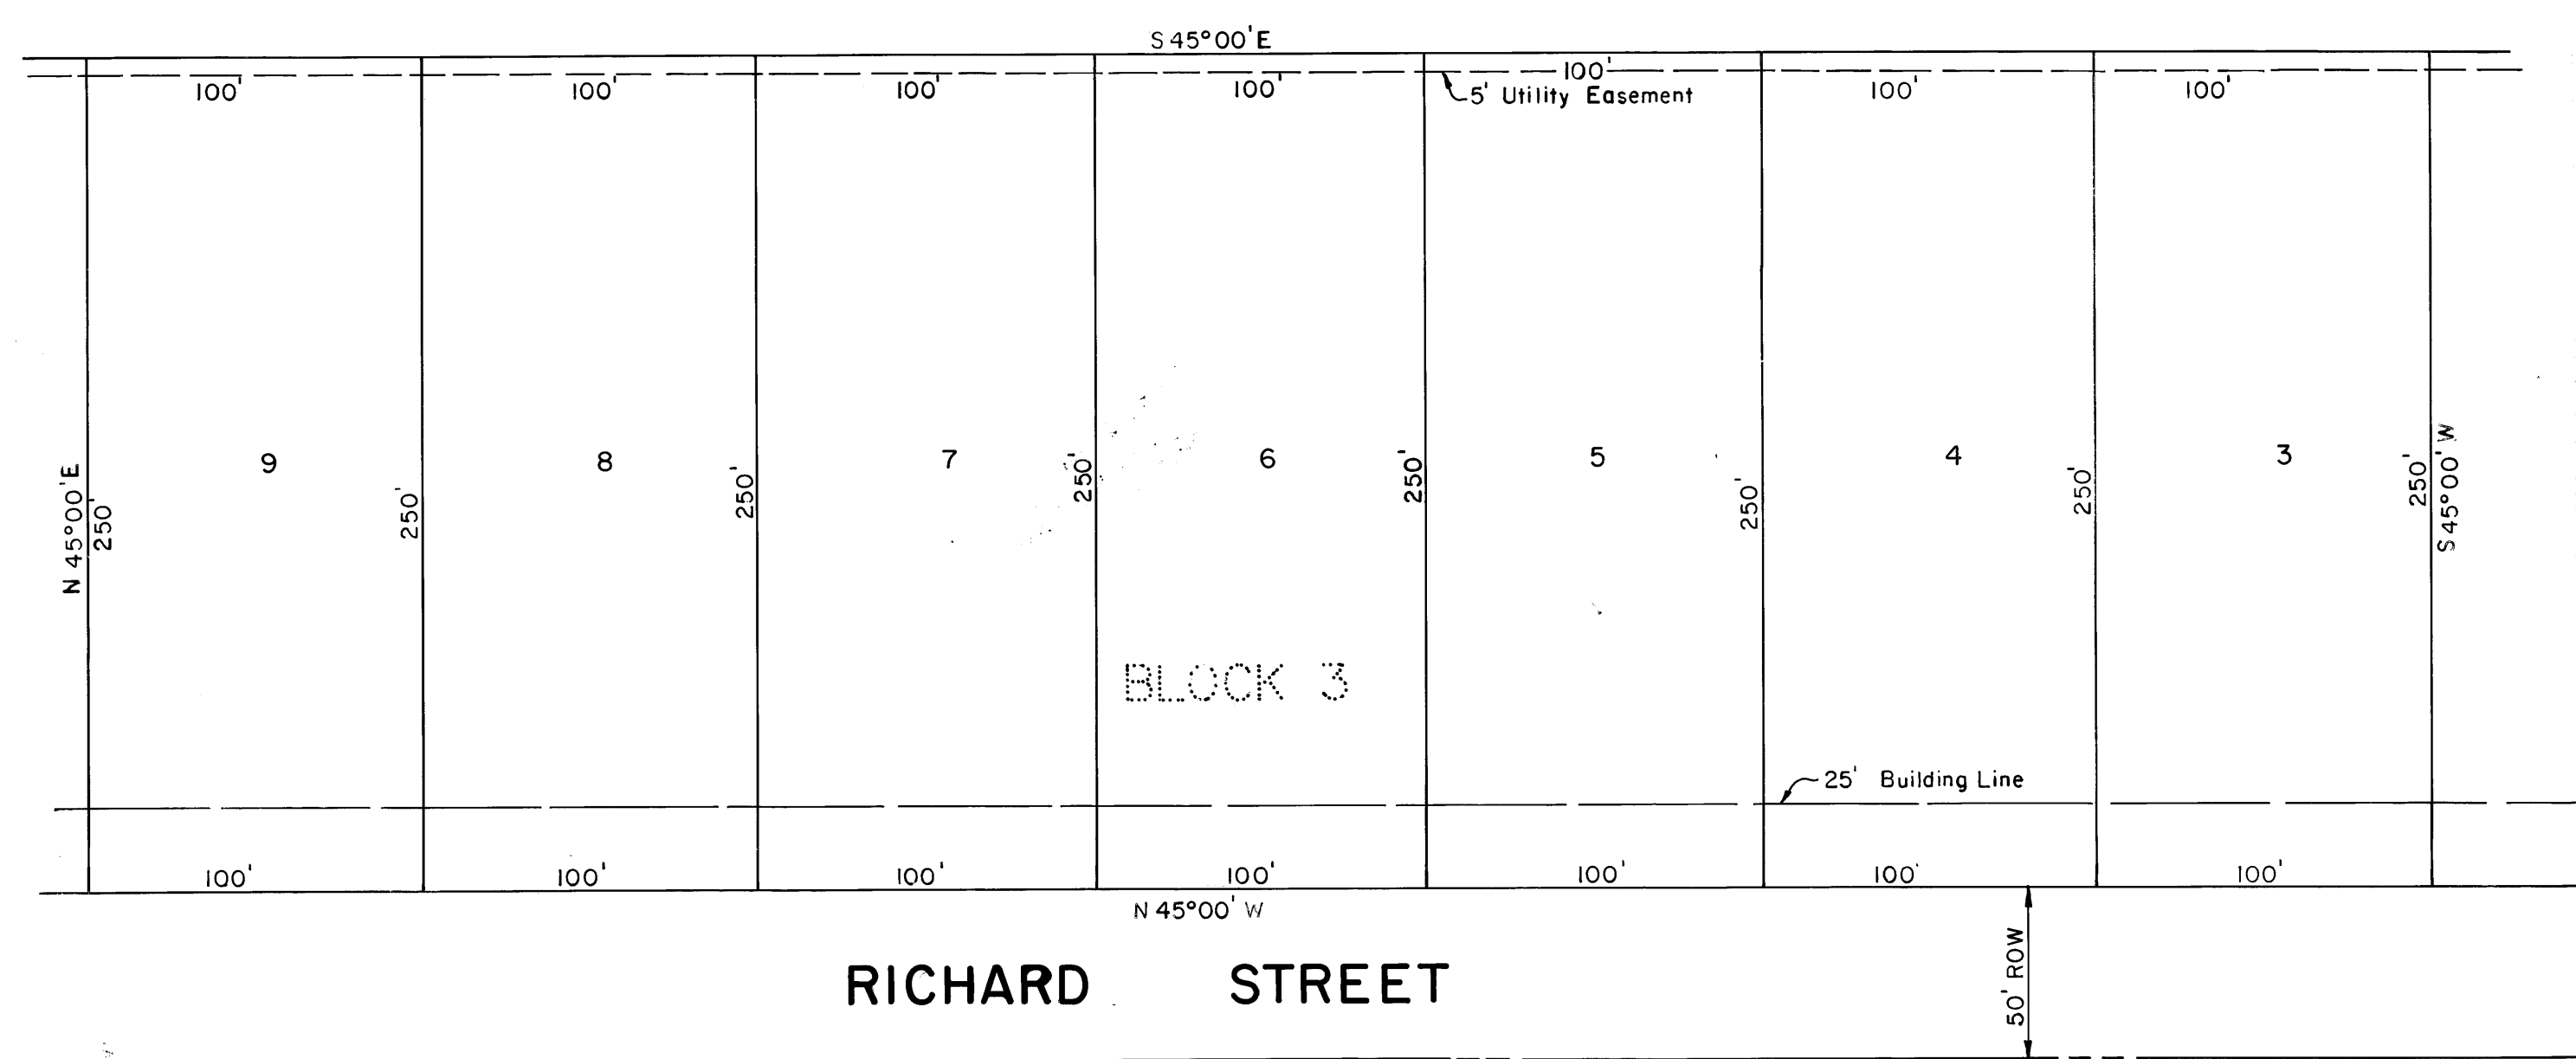 S 45°00' E
100' 100' 100' 100' 100' 100' 100'
5' Utility Easement
9 8 7 6 5 4 3
N 45°00' E
250'
250'
250'
250'
250'
250'
250'
250'
S 45°00' W
BLOCK 3
25' Building Line
100' 100' 100' 100' 100' 100' 100'
N 45°00' W
RICHARD STREET
50' ROW